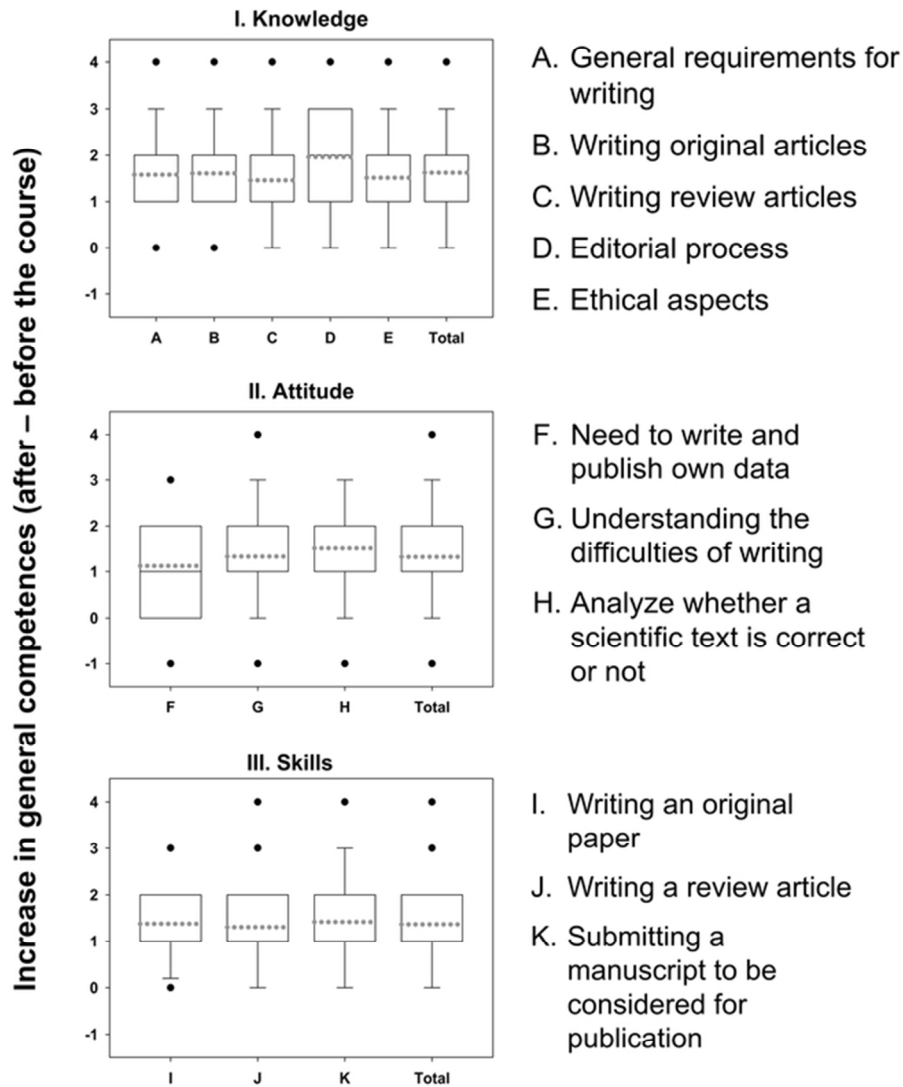 Increase in general competences (after – before the course)
I. Knowledge
4
3
2
1
0
-1
A B C D E Total
A. General requirements for
writing
B. Writing original articles
C. Writing review articles
D. Editorial process
E. Ethical aspects
II. Attitude
4
3
2
1
0
-1
F G H Total
F. Need to write and
publish own data
G. Understanding the
difficulties of writing
H. Analyze whether a
scientific text is correct
or not
III. Skills
4
3
2
1
0
-1
I J K Total
I. Writing an original
paper
J. Writing a review article
K. Submitting a
manuscript to be
considered for
publication